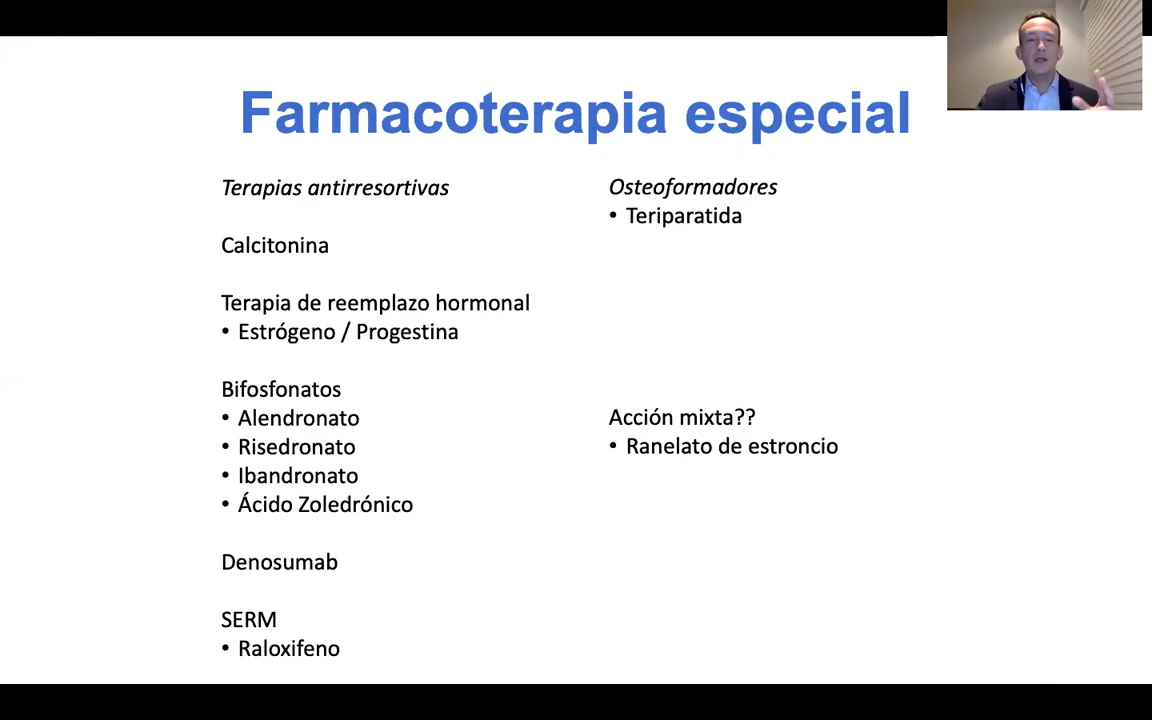 Farmacoterapia especial
Terapias antirresortivas
Calcitonina
Terapia de reemplazo hormonal
• Estrógeno / Progestina
Bifosfonatos
• Alendronato
• Risedronato
• Ibandronato
• Ácido Zoledrónico
Denosumab
SERM
• Raloxifeno
Osteoformadores
• Teriparatida
Acción mixta??
• Ranelato de estroncio